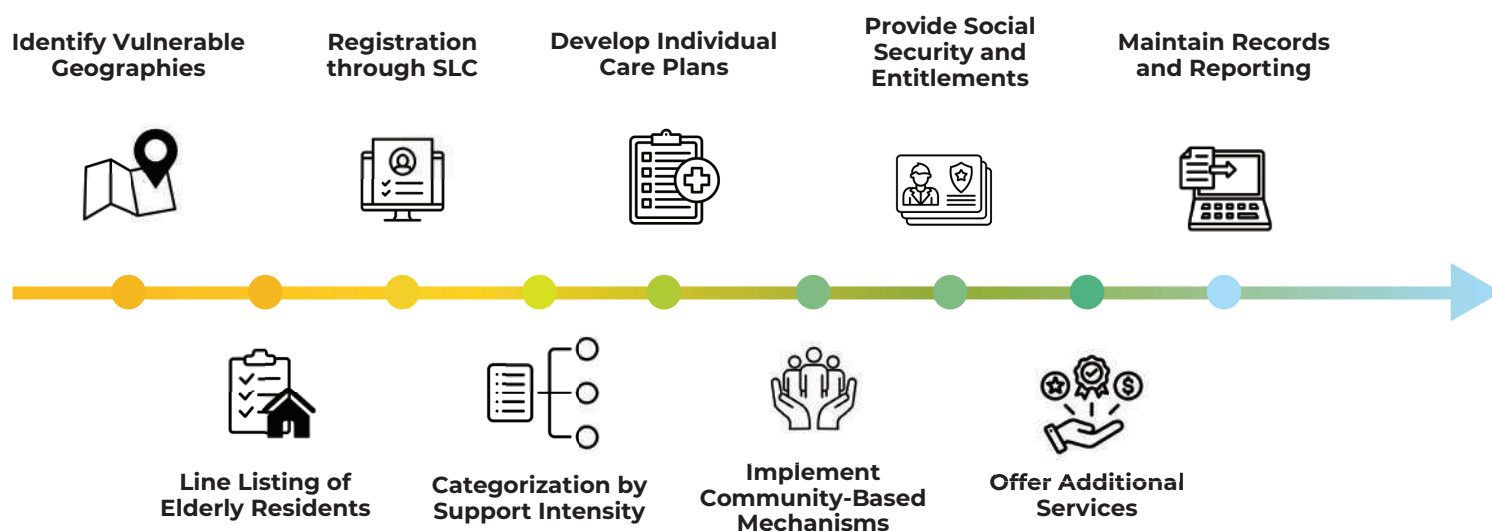 Identify Vulnerable
Geographies
Registration
through SLC
Develop Individual
Care Plans
Provide Social
Security and
Entitlements
Maintain Records
and Reporting
Line Listing of
Elderly Residents
Categorization by
Support Intensity
Implement
Community-Based
Mechanisms
Offer Additional
Services